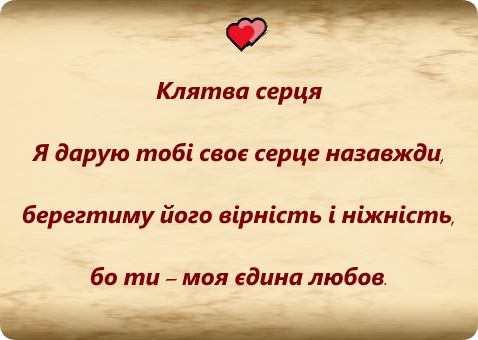 Клятва серця
Я дарую тобі своє серце назавжди,
берегтиму його вірність і ніжність,
бо ти – моя єдина любов.